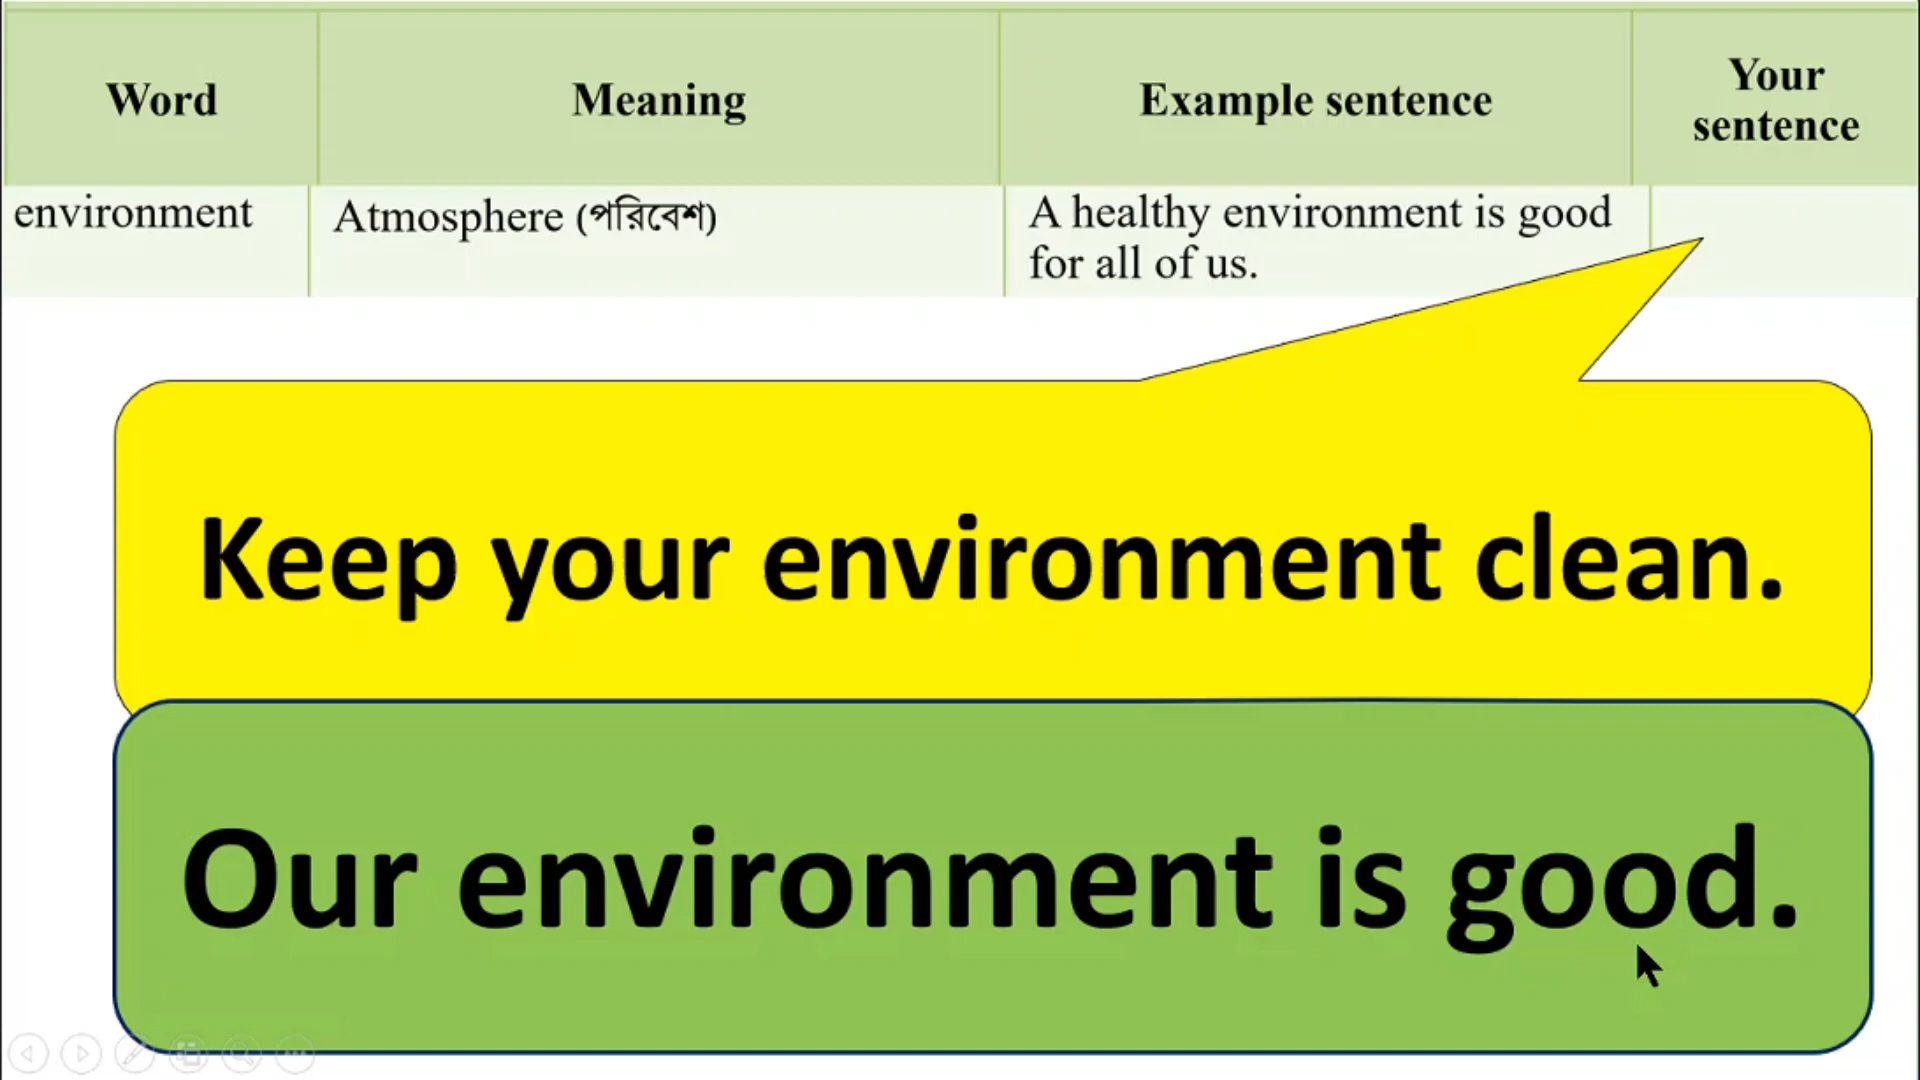 Word
Meaning
Example sentence
Your
sentence
environment
Atmosphere (পরিবেশ)
A healthy environment is good
for all of us.
Keep your environment clean.
Our environment is good.